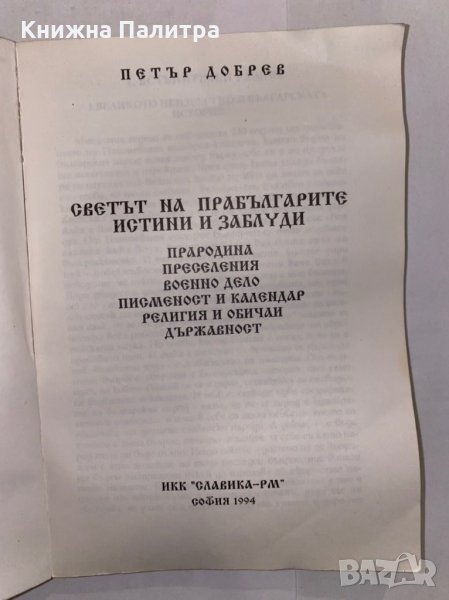 Книжна Палитра
ПЕТЪР ДОБРЕВ
СВЕТЪТ НА ПРАБЪЛГАРИТЕ
ИСТИНИ И ЗАБЛУДИ
ПРАРОДИНА
ПРЕСЕЛЕНИЯ
ВОЕННО ДЕЛО
ПИСМЕНОСТ И КАЛЕНДАР
РЕЛИГИЯ И ОБИЧАИ
ДЪРЖАВНОСТ
ИКК "СЛАВИКА-РМ"
СОФИЯ 1994
BAZAR